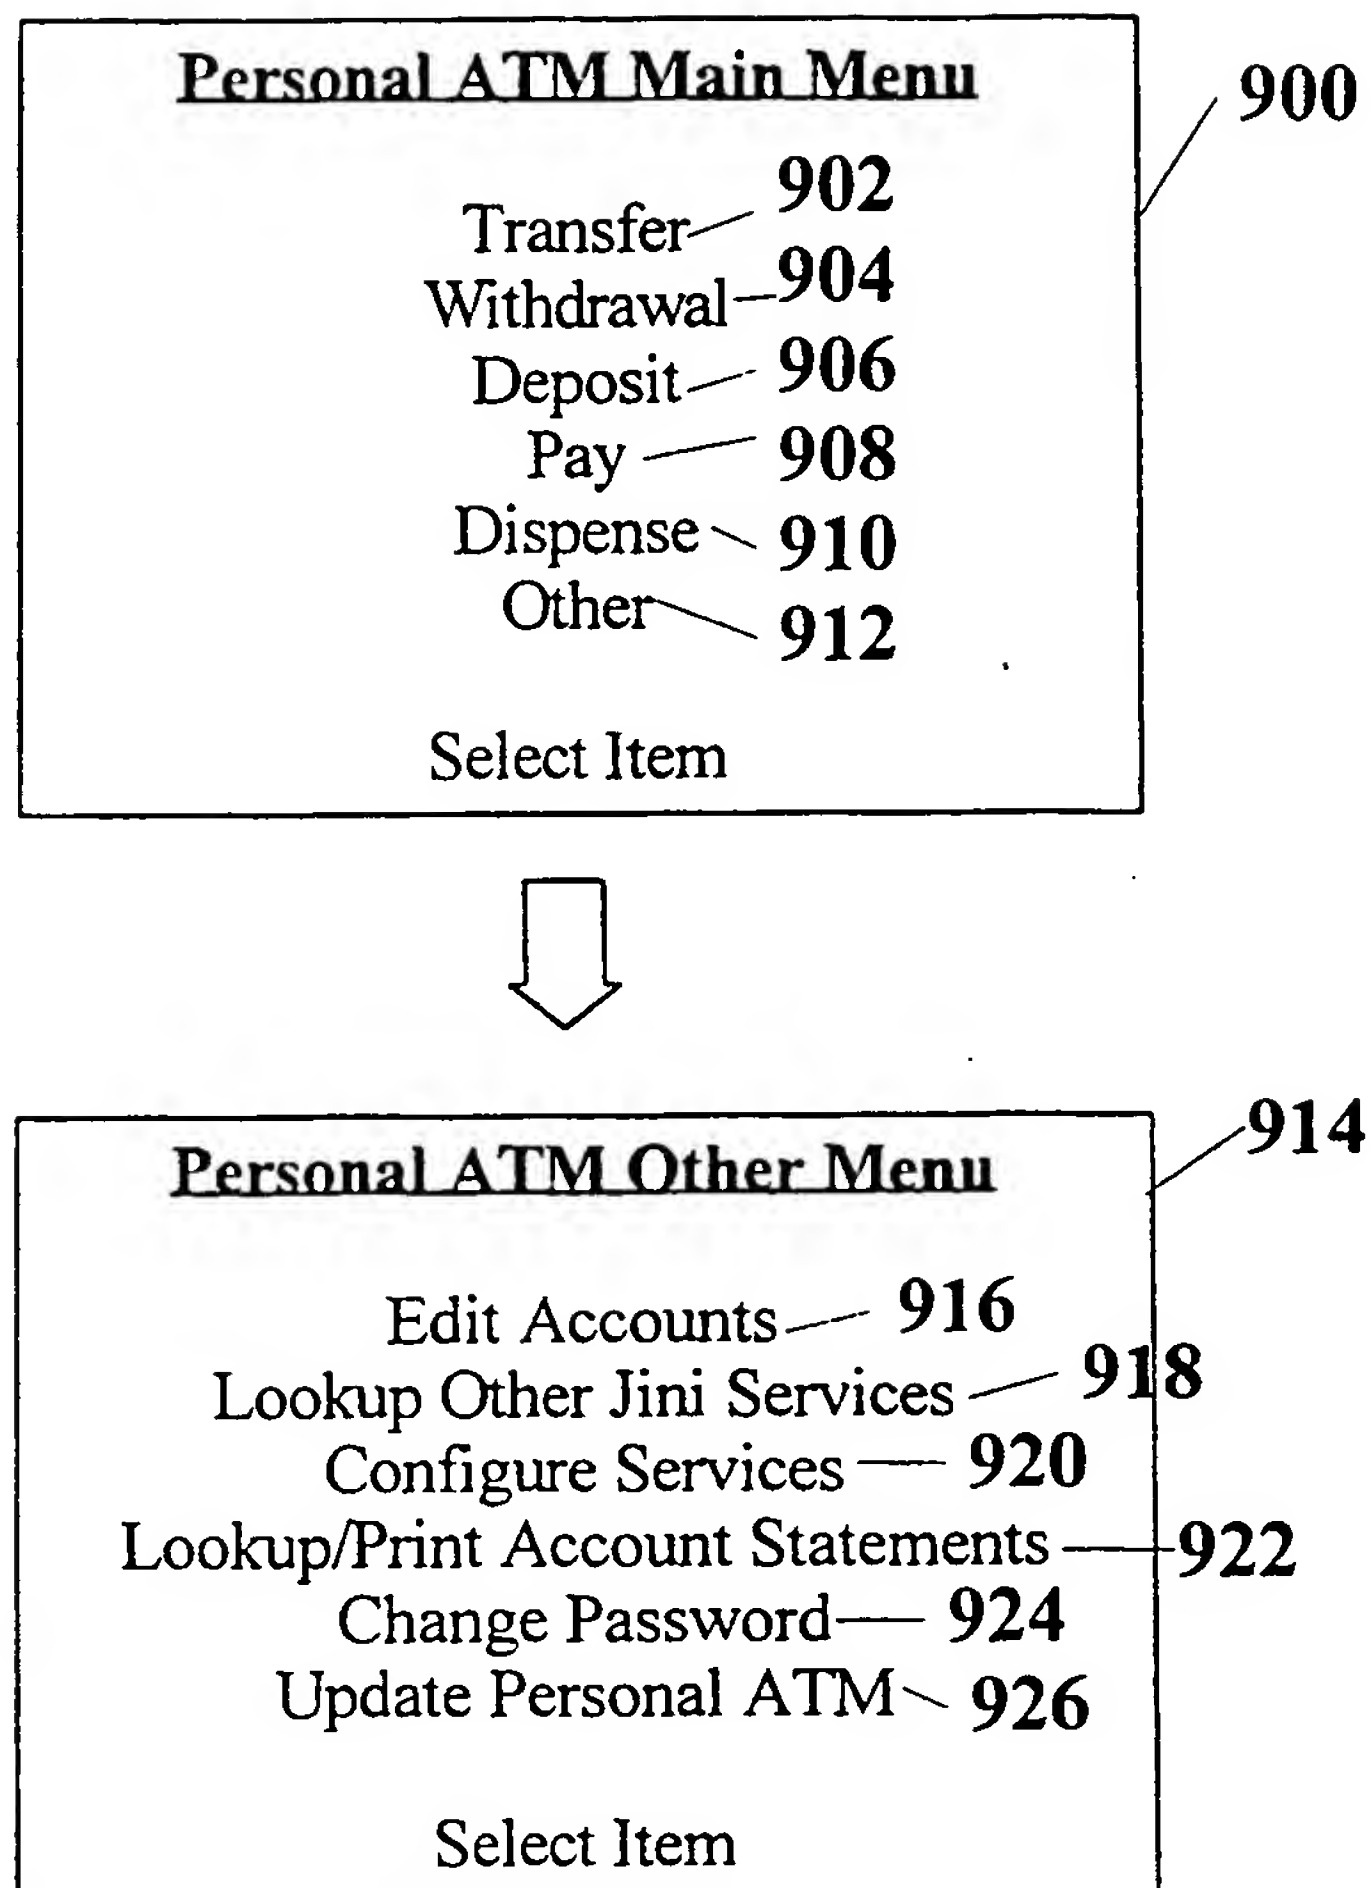 Personal ATM Main Menu
900
Transfer 902
Withdrawal 904
Deposit 906
Pay 908
Dispense 910
Other 912
Select Item
Personal ATM Other Menu
914
Edit Accounts 916
Lookup Other Jini Services 918
Configure Services 920
Lookup/Print Account Statements 922
Change Password 924
Update Personal ATM 926
Select Item